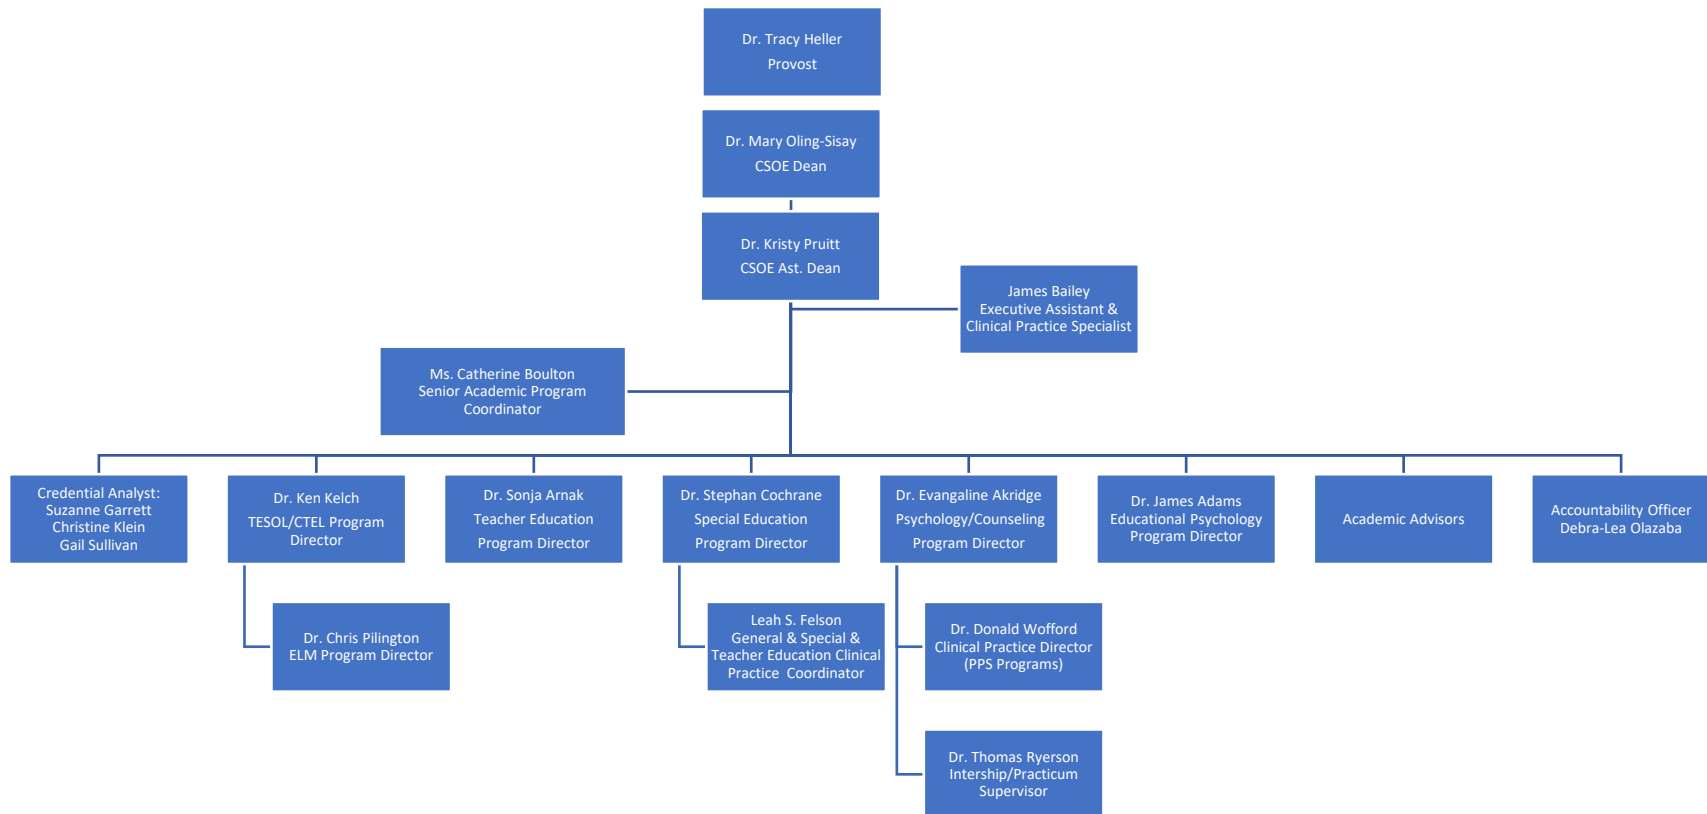 Dr. Tracy Heller
Provost
Dr. Mary Oling-Sisay
CSOE Dean
Dr. Kristy Pruitt
CSOE Ast. Dean
James Bailey
Executive Assistant &
Clinical Practice Specialist
Ms. Catherine Boulton
Senior Academic Program
Coordinator
Credential Analyst:
Suzanne Garrett
Christine Klein
Gail Sullivan
Dr. Ken Kelch
TESOL/CTEL Program
Director
Dr. Sonja Arnak
Teacher Education
Program Director
Dr. Stephan Cochrane
Special Education
Program Director
Dr. Evangaline Akridge
Psychology/Counseling
Program Director
Dr. James Adams
Educational Psychology
Program Director
Academic Advisors
Accountability Officer
Debra-Lea Olazaba
Dr. Chris Pilington
ELM Program Director
Leah S. Felson
General & Special &
Teacher Education Clinical
Practice Coordinator
Dr. Donald Wofford
Clinical Practice Director
(PPS Programs)
Dr. Thomas Ryerson
Intership/Practicum
Supervisor